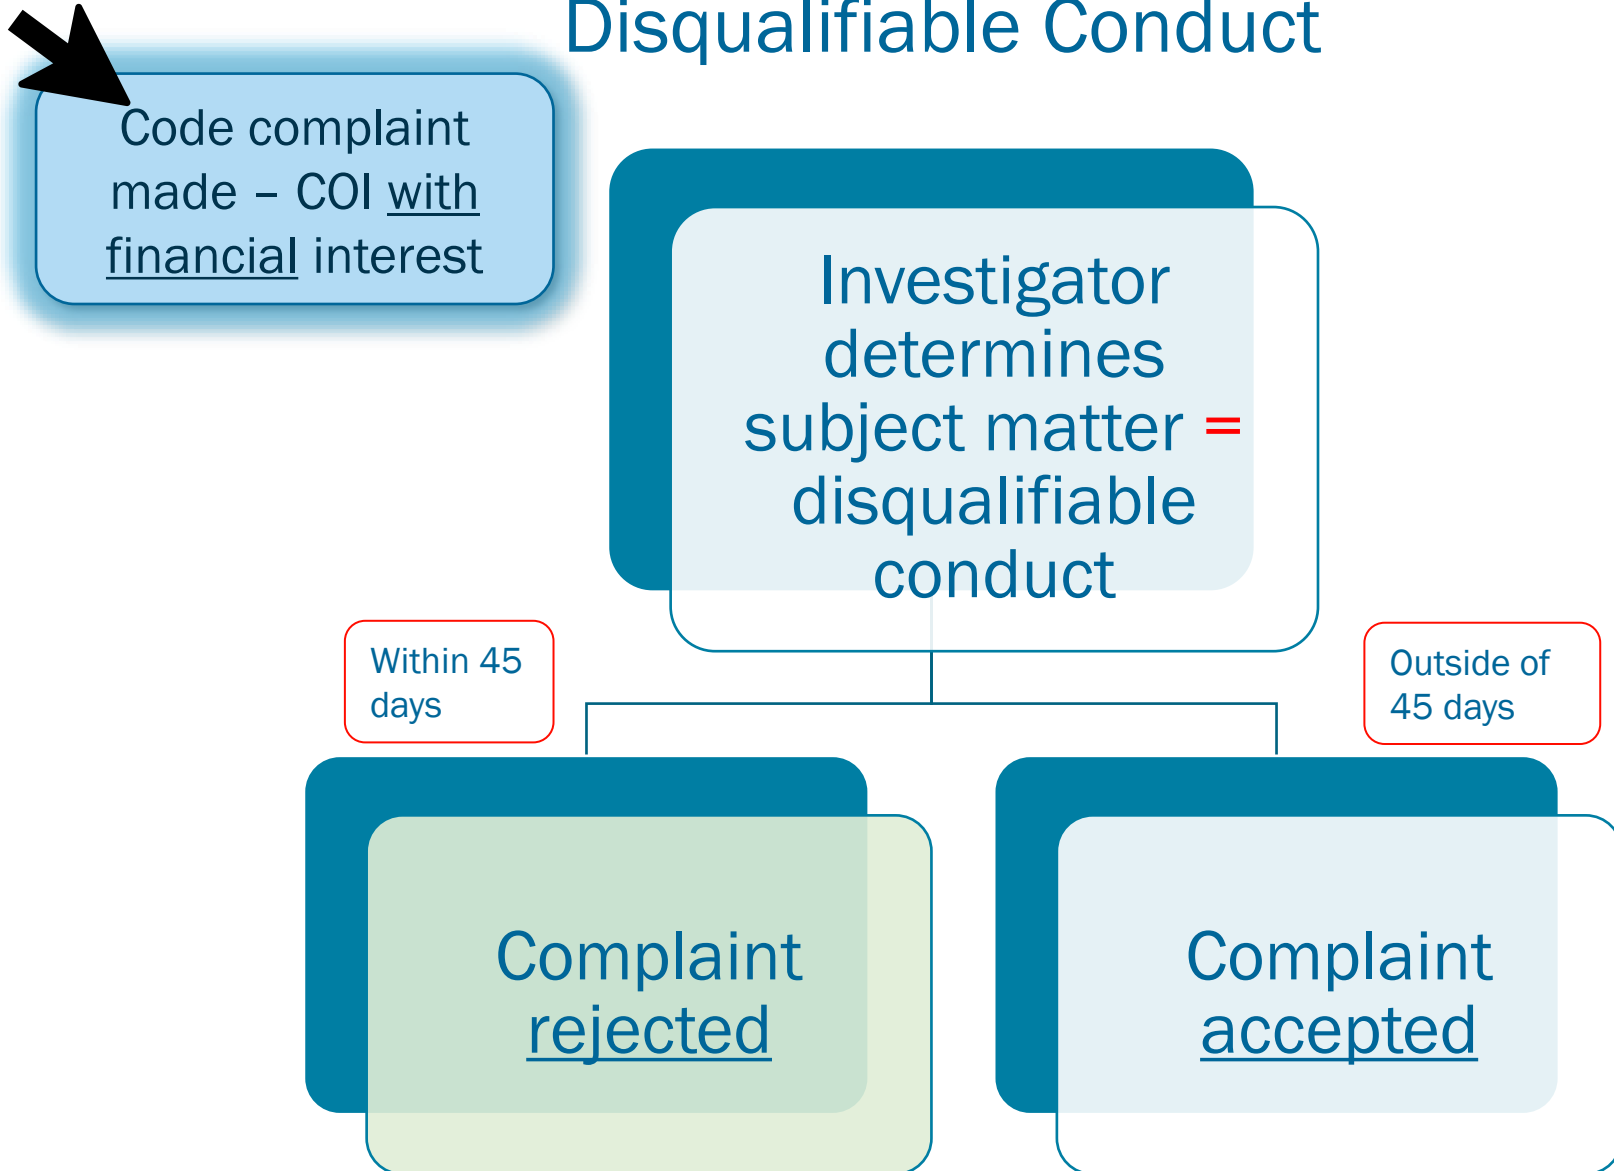 Disqualifiable Conduct
Code complaint
made – COI with
financial interest
Investigator
determines
subject matter =
disqualifiable
conduct
Within 45
days
Outside of
45 days
Complaint
rejected
Complaint
accepted